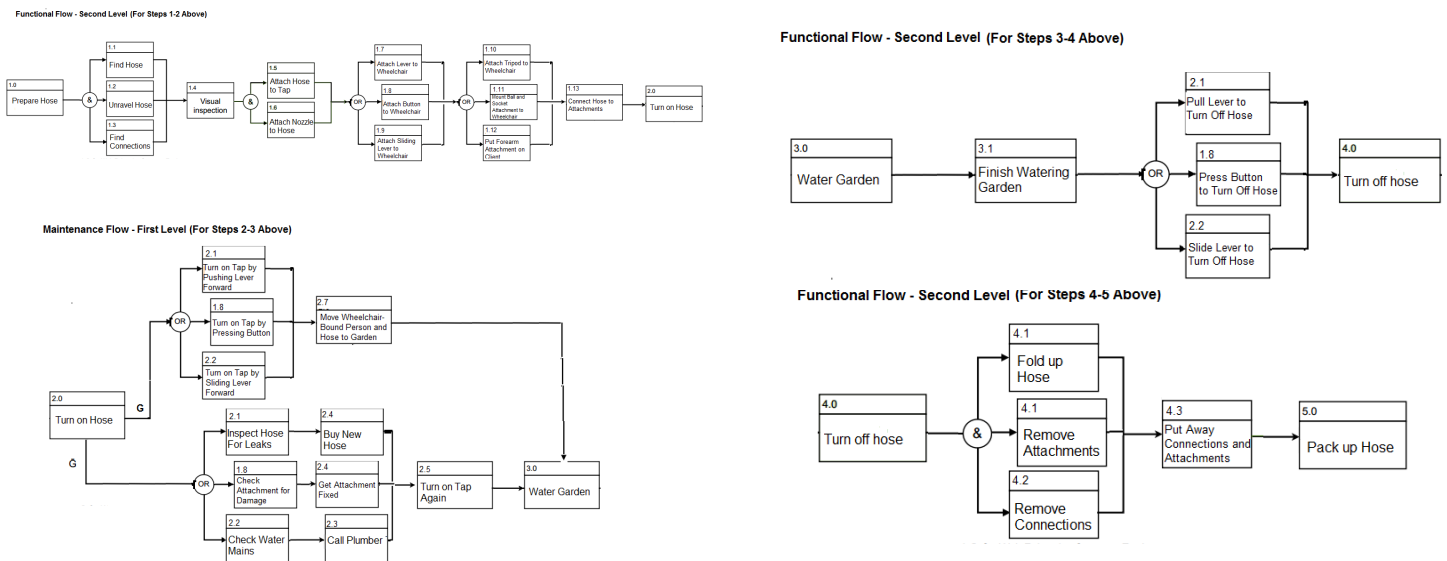 Functional Flow - Second Level (For Steps 1-2 Above)
1.0
Prepare Hose
&
1.1
Find Hose
1.2
Unravel Hose
1.3
Find
Connections
1.4
Visual
inspection
&
1.5
Attach Hose
to Tap
1.6
Attach Nozzle
to Hose
OR
1.7
Attach Lever to
Wheelchair
1.8
Attach Button
to Wheelchair
1.9
Attach Sliding
Lever to
Wheelchair
OR
1.10
Attach Tripod to
Wheelchair
1.11
Mount Ball and
Socket
Attachment to
Wheelchair
1.12
Put Forearm
Attachment on
Client
1.13
Connect Hose to
Attachments
2.0
Turn on Hose
Maintenance Flow - First Level (For Steps 2-3 Above)
2.0
Turn on Hose
G
OR
2.1
Turn on Tap by
Pushing Lever
Forward
1.8
Turn on Tap by
Pressing Button
2.2
Turn on Tap by
Sliding Lever
Forward
2.7
Move Wheelchair-
Bound Person and
Hose to Garden
Ḡ
OR
2.1
Inspect Hose
For Leaks
2.4
Buy New
Hose
1.8
Check
Attachment for
Damage
2.4
Get Attachment
Fixed
2.2
Check Water
Mains
2.3
Call Plumber
2.5
Turn on Tap
Again
3.0
Water Garden
Functional Flow - Second Level (For Steps 3-4 Above)
3.0
Water Garden
3.1
Finish Watering
Garden
OR
2.1
Pull Lever to
Turn Off Hose
1.8
Press Button
to Turn Off Hose
2.2
Slide Lever to
Turn Off Hose
4.0
Turn off hose
Functional Flow - Second Level (For Steps 4-5 Above)
4.0
Turn off hose
&
4.1
Fold up
Hose
4.1
Remove
Attachments
4.2
Remove
Connections
4.3
Put Away
Connections and
Attachments
5.0
Pack up Hose